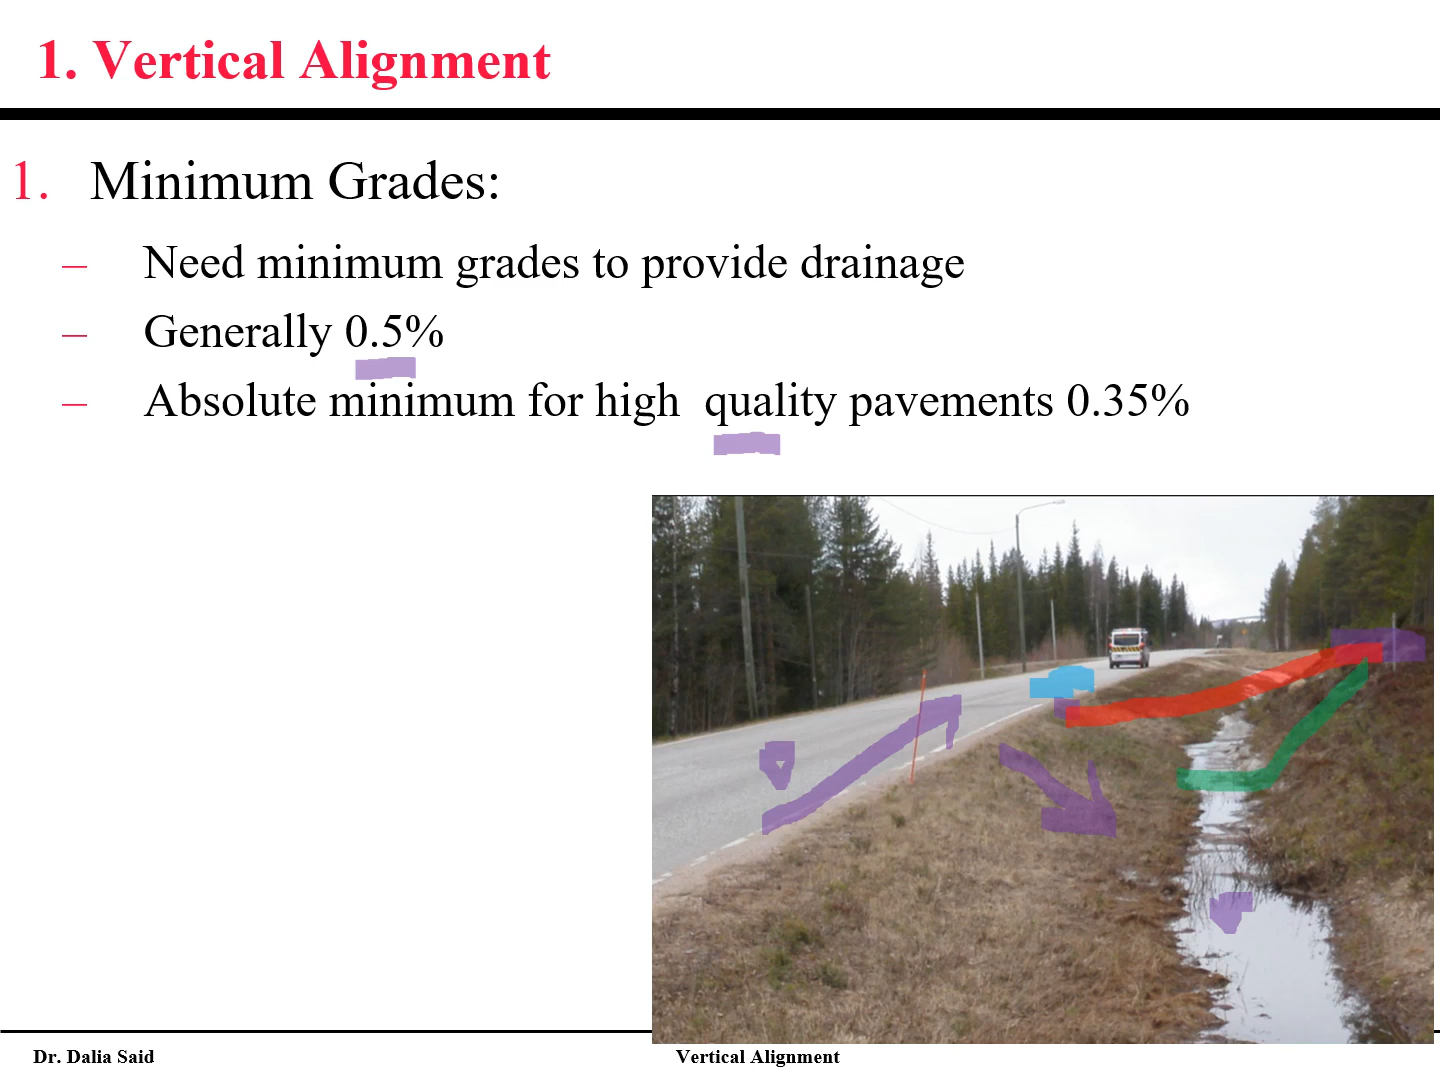 1. Vertical Alignment
1. Minimum Grades:
– Need minimum grades to provide drainage
– Generally 0.5%
– Absolute minimum for high quality pavements 0.35%
Dr. Dalia Said
Vertical Alignment